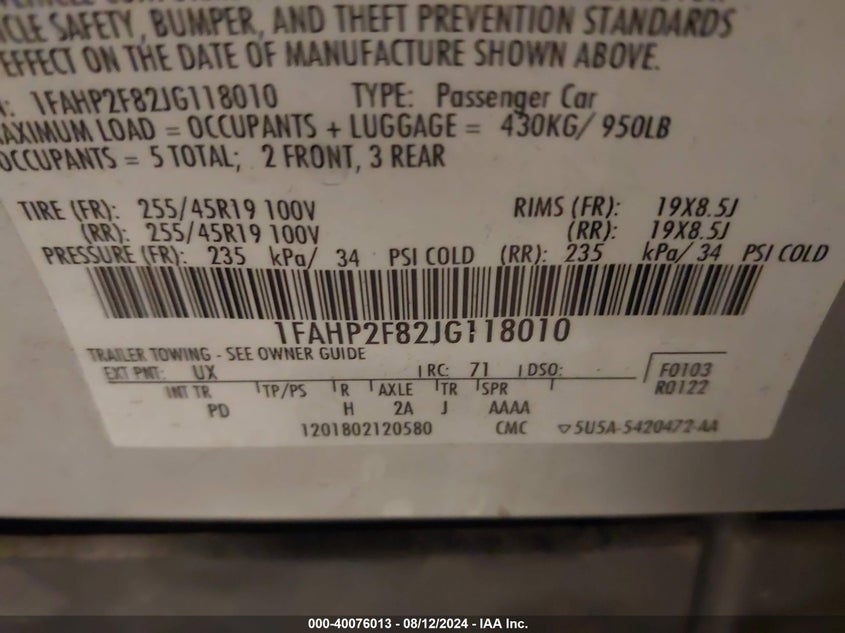 CLE SAFETY, BUMPER, AND THEFT PREVENTION STANDARDS
EFFECT ON THE DATE OF MANUFACTURE SHOWN ABOVE.
N: 1FAHP2F82JG118010 TYPE: Passenger Car
MAXIMUM LOAD = OCCUPANTS + LUGGAGE = 430KG/ 950LB
OCCUPANTS = 5 TOTAL; 2 FRONT, 3 REAR
TIRE (FR): 255/45R19 100V RIMS (FR): 19X8.5J
(RR): 255/45R19 100V (RR): 19X8.5J
PRESSURE (FR): 235 kPa/ 34 PSI COLD (RR): 235 kPa/ 34 PSI COLD
1FAHP2F82JG118010
TRAILER TOWING - SEE OWNER GUIDE
EXT PNT: UX RC: 71 DSO: F0103
R0122
INT TR TP/PS R AXLE TR SPR
PD H 2A J AAAA
1201802120580 CMC ▽5U5A-5420472-AA
000-40076013 - 08/12/2024 - IAA Inc.